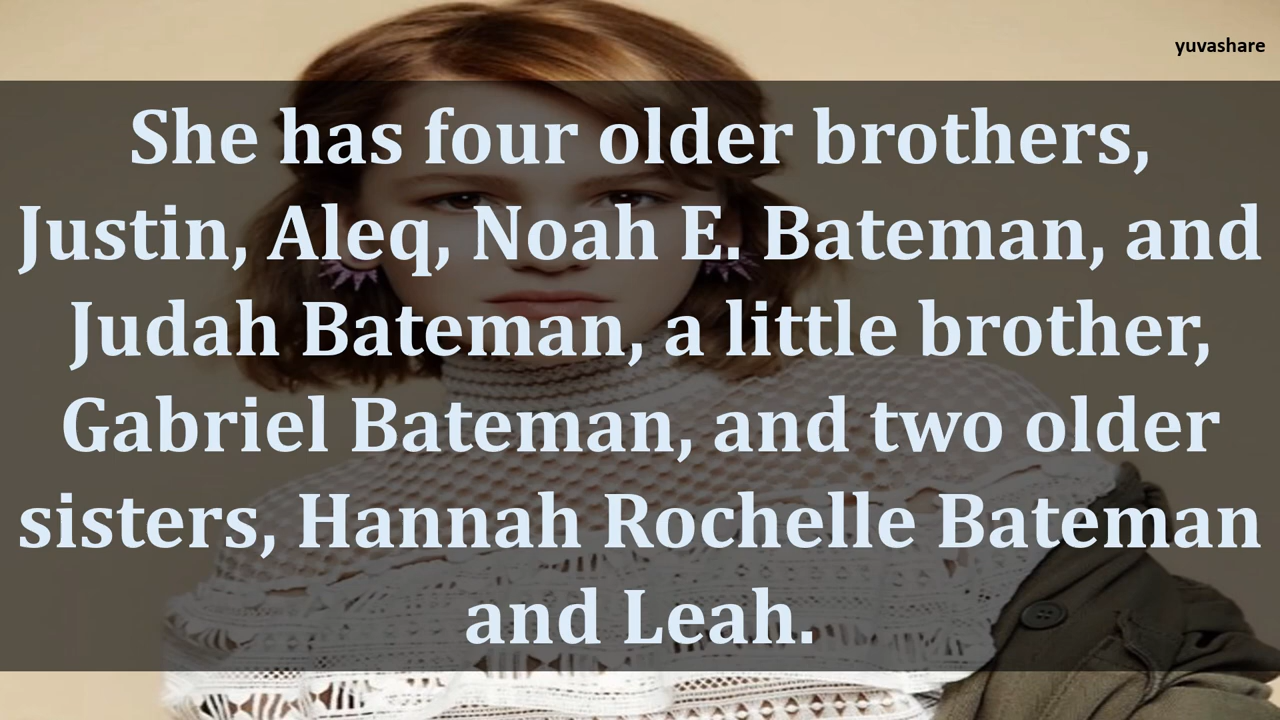 yuvashare
She has four older brothers,
Justin, Aleq, Noah E. Bateman, and
Judah Bateman, a little brother,
Gabriel Bateman, and two older
sisters, Hannah Rochelle Bateman
and Leah.